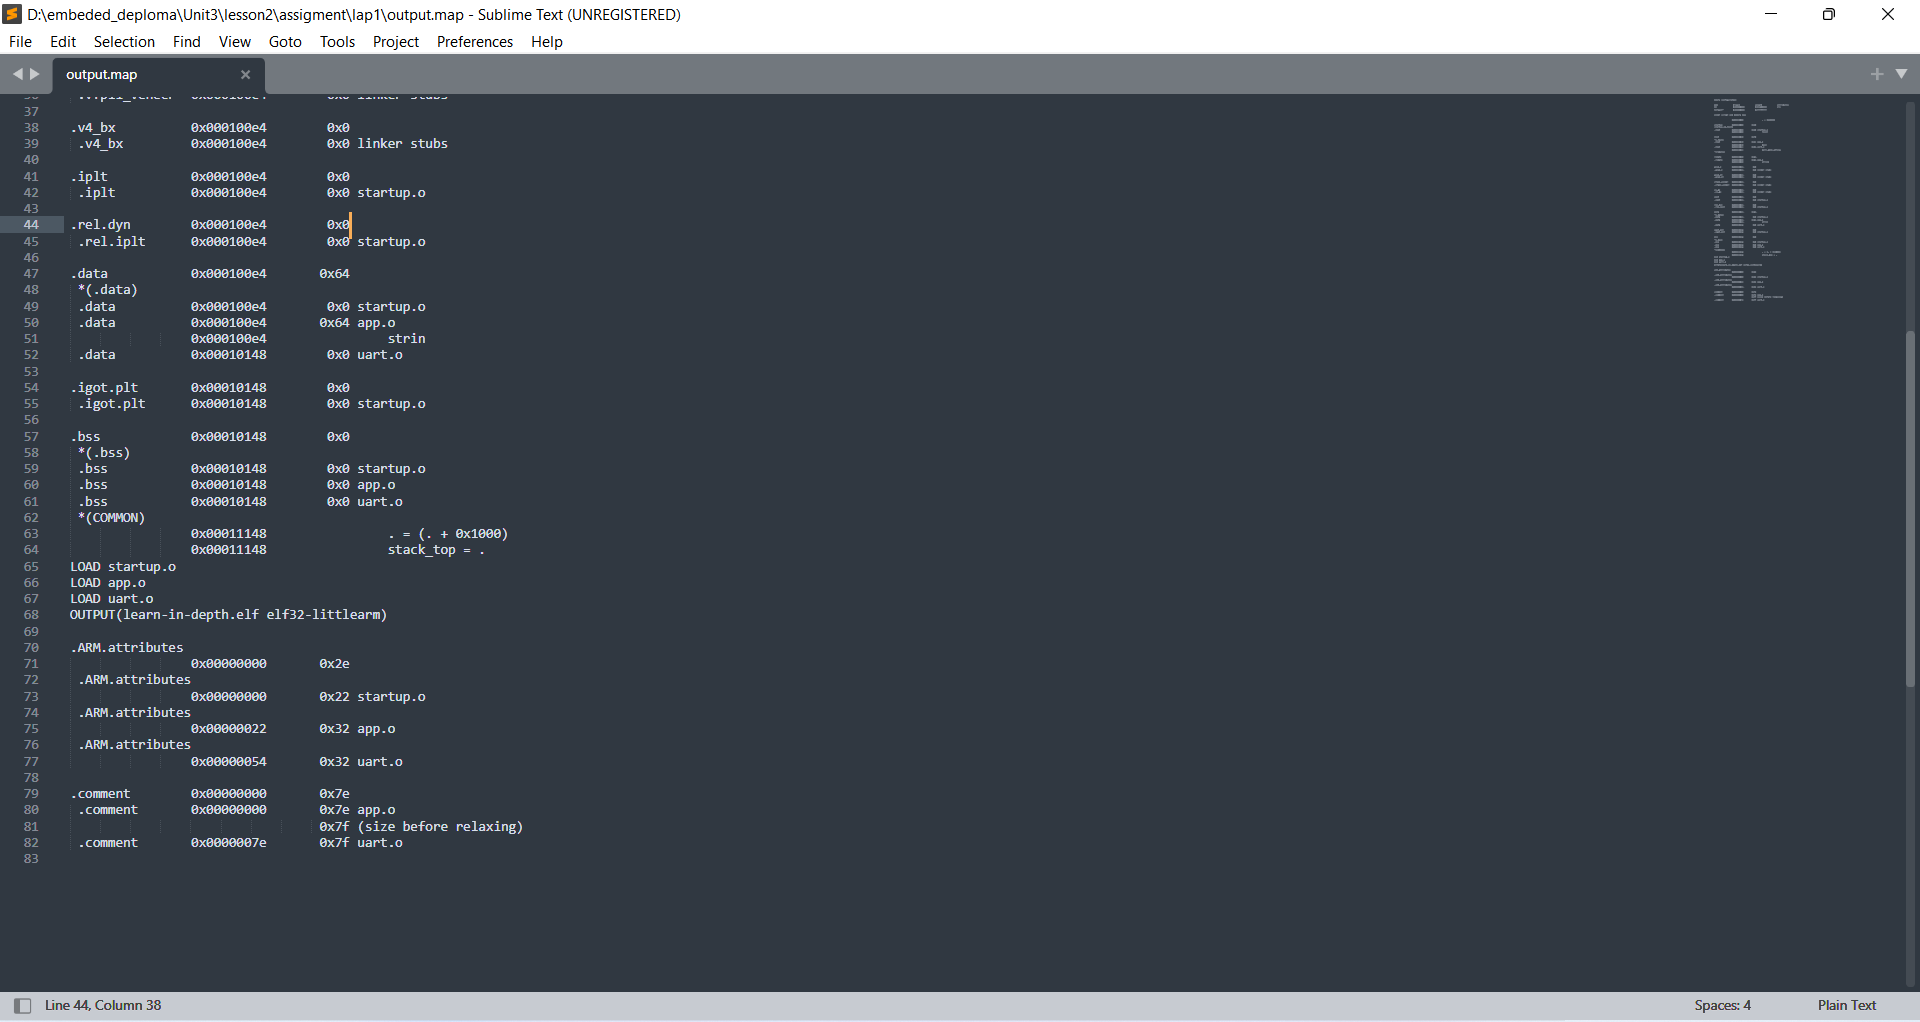 D:\embeded_deploma\Unit3\lesson2\assigment\lap1\output.map - Sublime Text (UNREGISTERED)
File Edit Selection Find View Goto Tools Project Preferences Help
output.map
37
38 .v4_bx 0x000100e4 0x0
39 .v4_bx 0x000100e4 0x0 linker stubs
40
41 .iplt 0x000100e4 0x0
42 .iplt 0x000100e4 0x0 startup.o
43
44 .rel.dyn 0x000100e4 0x0
45 .rel.iplt 0x000100e4 0x0 startup.o
46
47 .data 0x000100e4 0x64
48 *(.data)
49 .data 0x000100e4 0x0 startup.o
50 .data 0x000100e4 0x64 app.o
51 0x000100e4 strin
52 .data 0x00010148 0x0 uart.o
53
54 .igot.plt 0x00010148 0x0
55 .igot.plt 0x00010148 0x0 startup.o
56
57 .bss 0x00010148 0x0
58 *(.bss)
59 .bss 0x00010148 0x0 startup.o
60 .bss 0x00010148 0x0 app.o
61 .bss 0x00010148 0x0 uart.o
62 *(COMMON)
63 0x00011148 . = (. + 0x1000)
64 0x00011148 stack_top = .
65 LOAD startup.o
66 LOAD app.o
67 LOAD uart.o
68 OUTPUT(learn-in-depth.elf elf32-littlearm)
69
70 .ARM.attributes
71 0x00000000 0x2e
72 .ARM.attributes
73 0x00000000 0x22 startup.o
74 .ARM.attributes
75 0x00000022 0x32 app.o
76 .ARM.attributes
77 0x00000054 0x32 uart.o
78
79 .comment 0x00000000 0x7e
80 .comment 0x00000000 0x7e app.o
81 0x7f (size before relaxing)
82 .comment 0x0000007e 0x7f uart.o
83
Line 44, Column 38 Spaces: 4 Plain Text